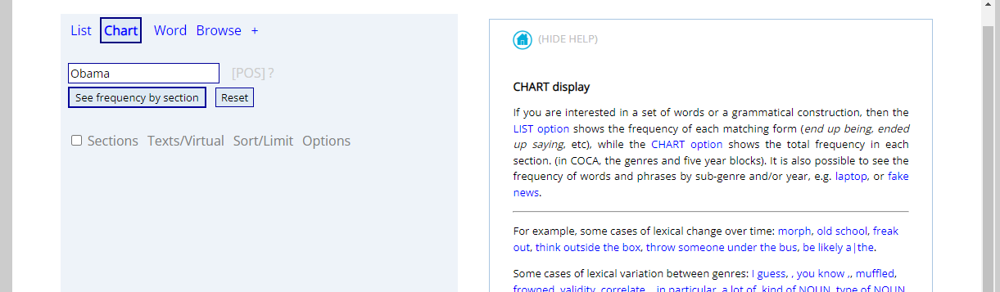 List Chart Word Browse +
Obama [POS] ?
See frequency by section Reset
Sections Texts/Virtual Sort/Limit Options
(HIDE HELP)
CHART display
If you are interested in a set of words or a grammatical construction, then the
LIST option shows the frequency of each matching form (end up being, ended
up saying, etc), while the CHART option shows the total frequency in each
section. (in COCA, the genres and five year blocks). It is also possible to see the
frequency of words and phrases by sub-genre and/or year, e.g. laptop, or fake
news.
For example, some cases of lexical change over time: morph, old school, freak
out, think outside the box, throw someone under the bus, be likely a|the.
Some cases of lexical variation between genres: I guess, , you know ,, muffled,
frowned, validity, correlate, , in particular, a lot of, kind of NOUN, type of NOUN